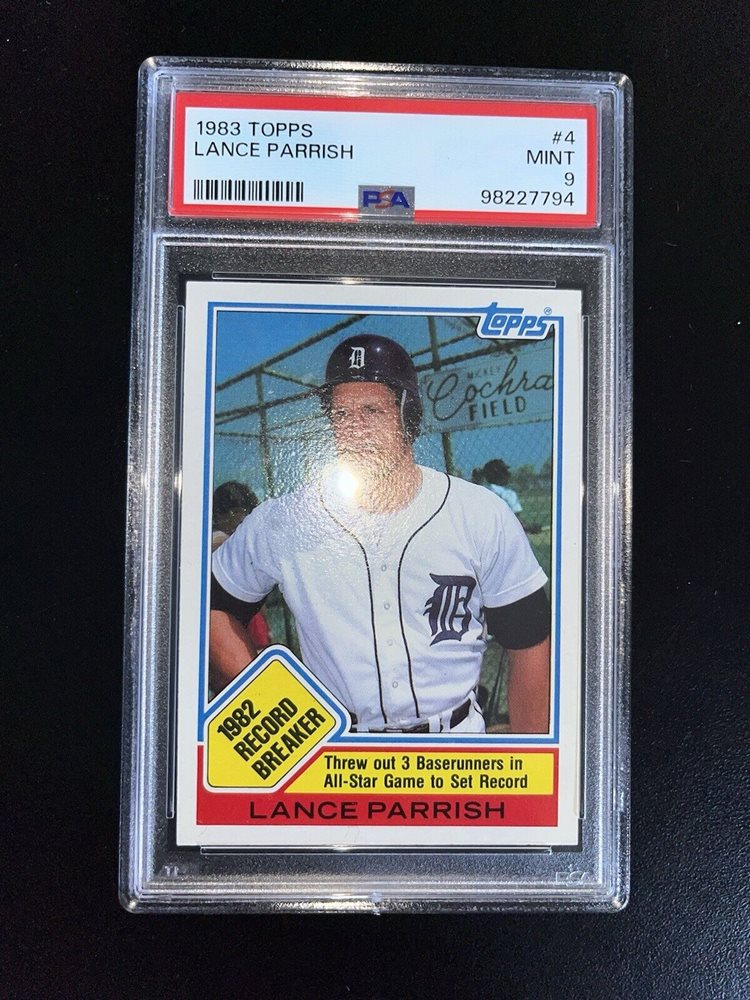 1983 TOPPS #4
LANCE PARRISH MINT
9
98227794
PSA
topps®
D
MICKEY
Cochra
FIELD
D
1982
RECORD
BREAKER
Threw out 3 Baserunners in
All-Star Game to Set Record
LANCE PARRISH